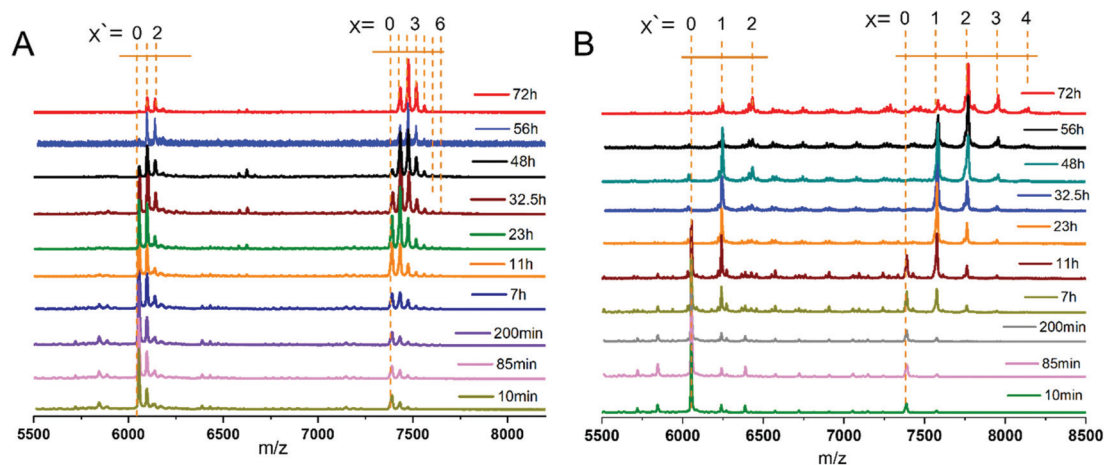 A
X`= 0 2
X= 0 3 6
72h
56h
48h
32.5h
23h
11h
7h
200min
85min
10min
5500 6000 6500 7000 7500 8000
m/z
B
X`= 0 1 2
X= 0 1 2 3 4
72h
56h
48h
32.5h
23h
11h
7h
200min
85min
10min
5500 6000 6500 7000 7500 8000 8500
m/z